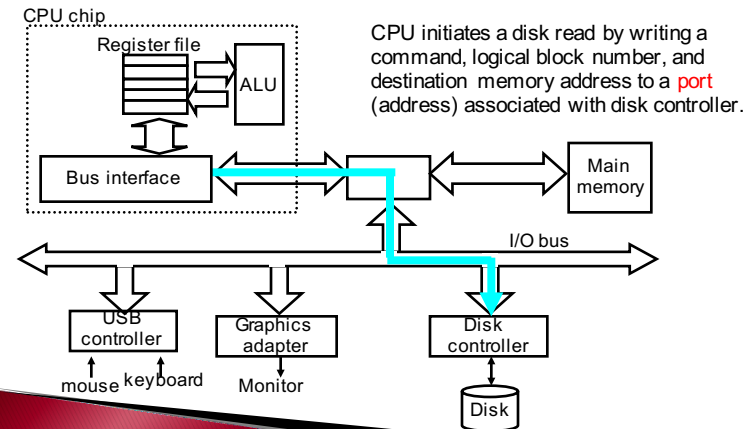 CPU chip
Register file
ALU
CPU initiates a disk read by writing a
command, logical block number, and
destination memory address to a port
(address) associated with disk controller.
Bus interface
Main
memory
I/O bus
USB
controller
Graphics
adapter
Disk
controller
mouse keyboard
Monitor
Disk